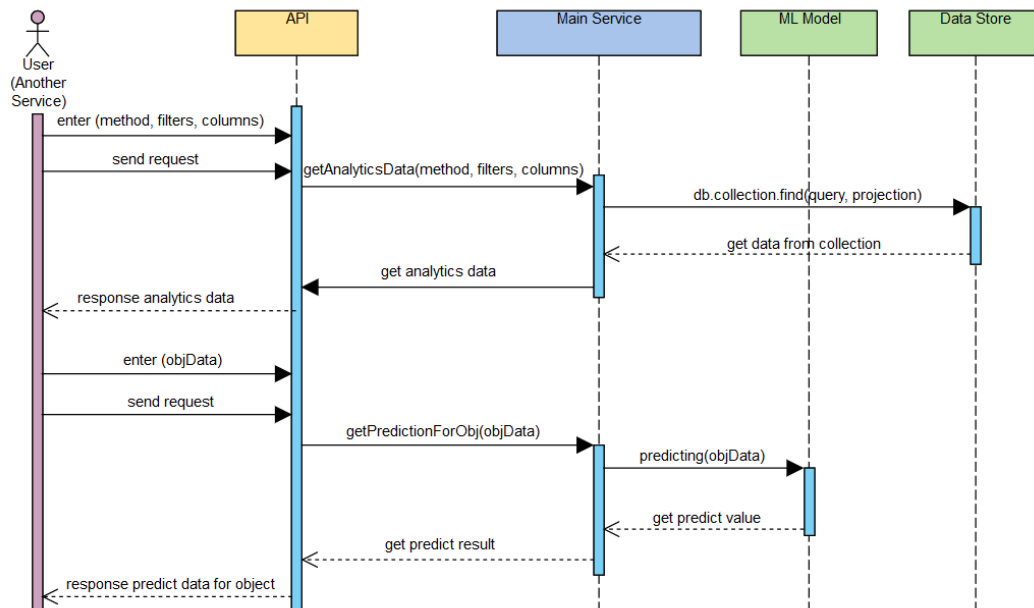 API
Main Service
ML Model
Data Store
User
(Another
Service)
enter (method, filters, columns)
send request
getAnalyticsData(method, filters, columns)
db.collection.find(query, projection)
get data from collection
get analytics data
response analytics data
enter (objData)
send request
getPredictionForObj(objData)
predicting(objData)
get predict value
get predict result
response predict data for object